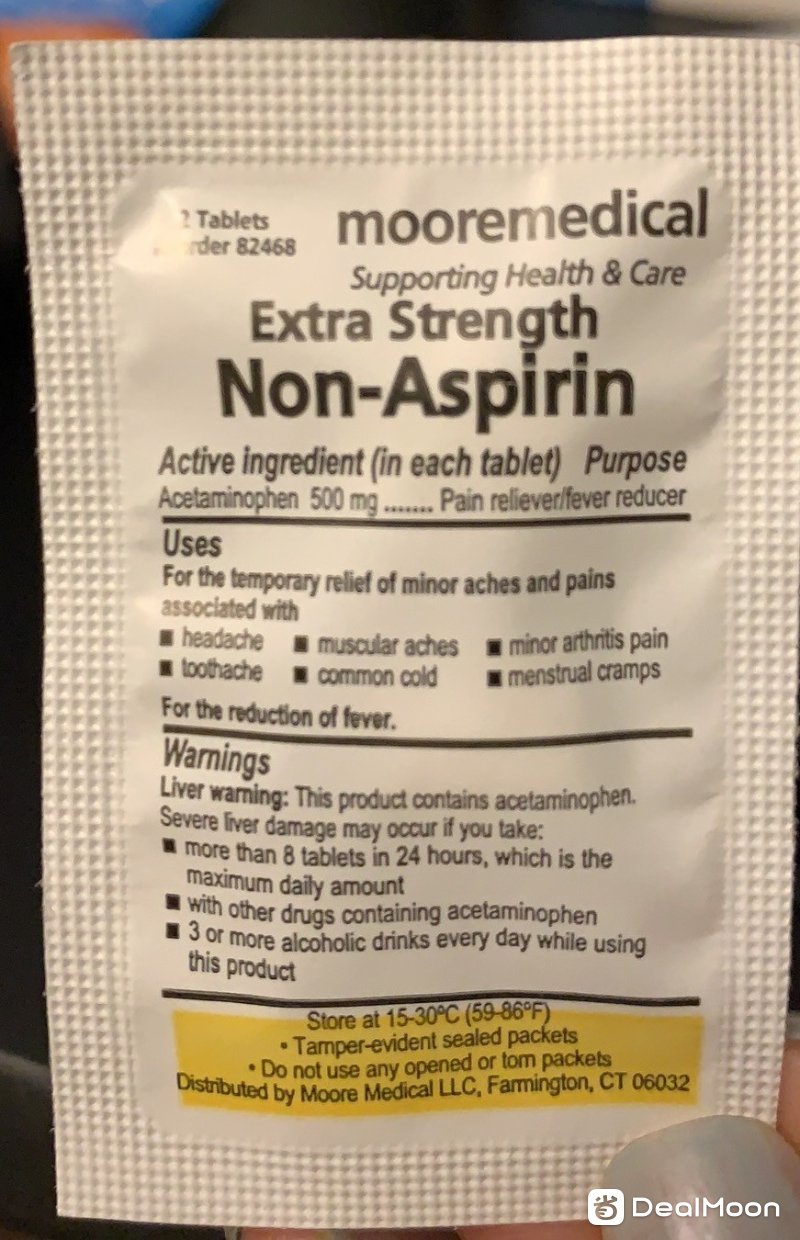 2 Tablets
82468
mooremedical
Supporting Health & Care
Extra Strength
Non-Aspirin
Active ingredient (in each tablet) Purpose
Acetaminophen 500 mg ....... Pain reliever/fever reducer
Uses
For the temporary relief of minor aches and pains
associated with
■ headache ■ muscular aches ■ minor arthritis pain
■ toothache ■ common cold ■ menstrual cramps
For the reduction of fever.
Warnings
Liver warning: This product contains acetaminophen.
Severe liver damage may occur if you take:
■ more than 8 tablets in 24 hours, which is the
maximum daily amount
■ with other drugs containing acetaminophen
■ 3 or more alcoholic drinks every day while using
this product
Store at 15-30ºC (59-86ºF)
• Tamper-evident sealed packets
• Do not use any opened or torn packets
Distributed by Moore Medical LLC, Farmington, CT 06032
省 DealMoon